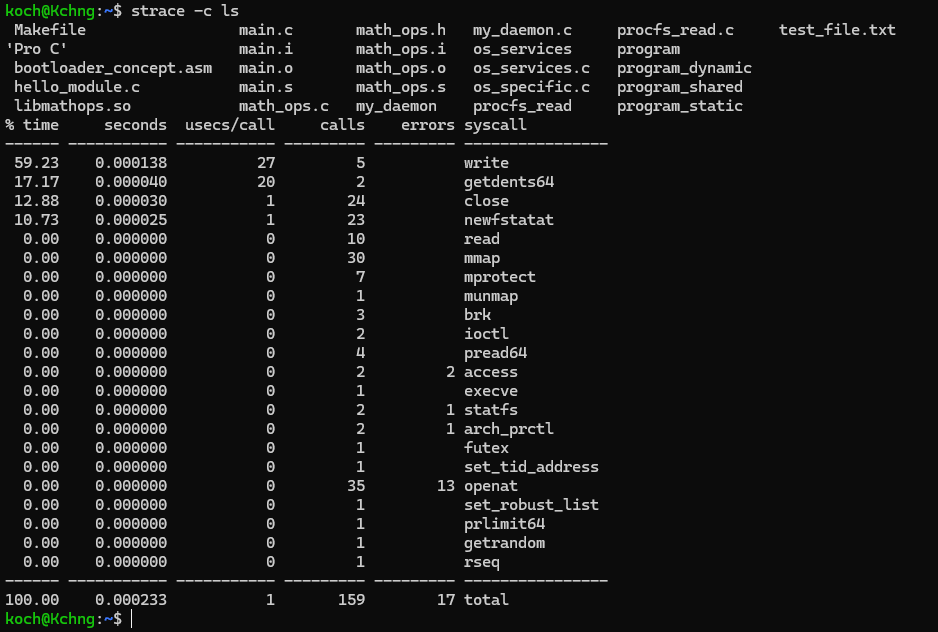 koch@Kchng:~$ strace -c ls
 Makefile                 main.c       math_ops.h   my_daemon.c     procfs_read.c     test_file.txt
'Pro C'                   main.i       math_ops.i   os_services     program
 bootloader_concept.asm   main.o       math_ops.o   os_services.c   program_dynamic
 hello_module.c           main.s       math_ops.s   os_specific.c   program_shared
 libmathops.so            math_ops.c   my_daemon    procfs_read     program_static
% time     seconds  usecs/call     calls    errors syscall
------ ----------- ----------- --------- --------- ----------------
 59.23    0.000138          27         5           write
 17.17    0.000040          20         2           getdents64
 12.88    0.000030           1        24           close
 10.73    0.000025           1        23           newfstatat
  0.00    0.000000           0        10           read
  0.00    0.000000           0        30           mmap
  0.00    0.000000           0         7           mprotect
  0.00    0.000000           0         1           munmap
  0.00    0.000000           0         3           brk
  0.00    0.000000           0         2           ioctl
  0.00    0.000000           0         4           pread64
  0.00    0.000000           0         2         2 access
  0.00    0.000000           0         1           execve
  0.00    0.000000           0         2         1 statfs
  0.00    0.000000           0         2         1 arch_prctl
  0.00    0.000000           0         1           futex
  0.00    0.000000           0         1           set_tid_address
  0.00    0.000000           0        35        13 openat
  0.00    0.000000           0         1           set_robust_list
  0.00    0.000000           0         1           prlimit64
  0.00    0.000000           0         1           getrandom
  0.00    0.000000           0         1           rseq
------ ----------- ----------- --------- --------- ----------------
100.00    0.000233           1       159        17 total
koch@Kchng:~$